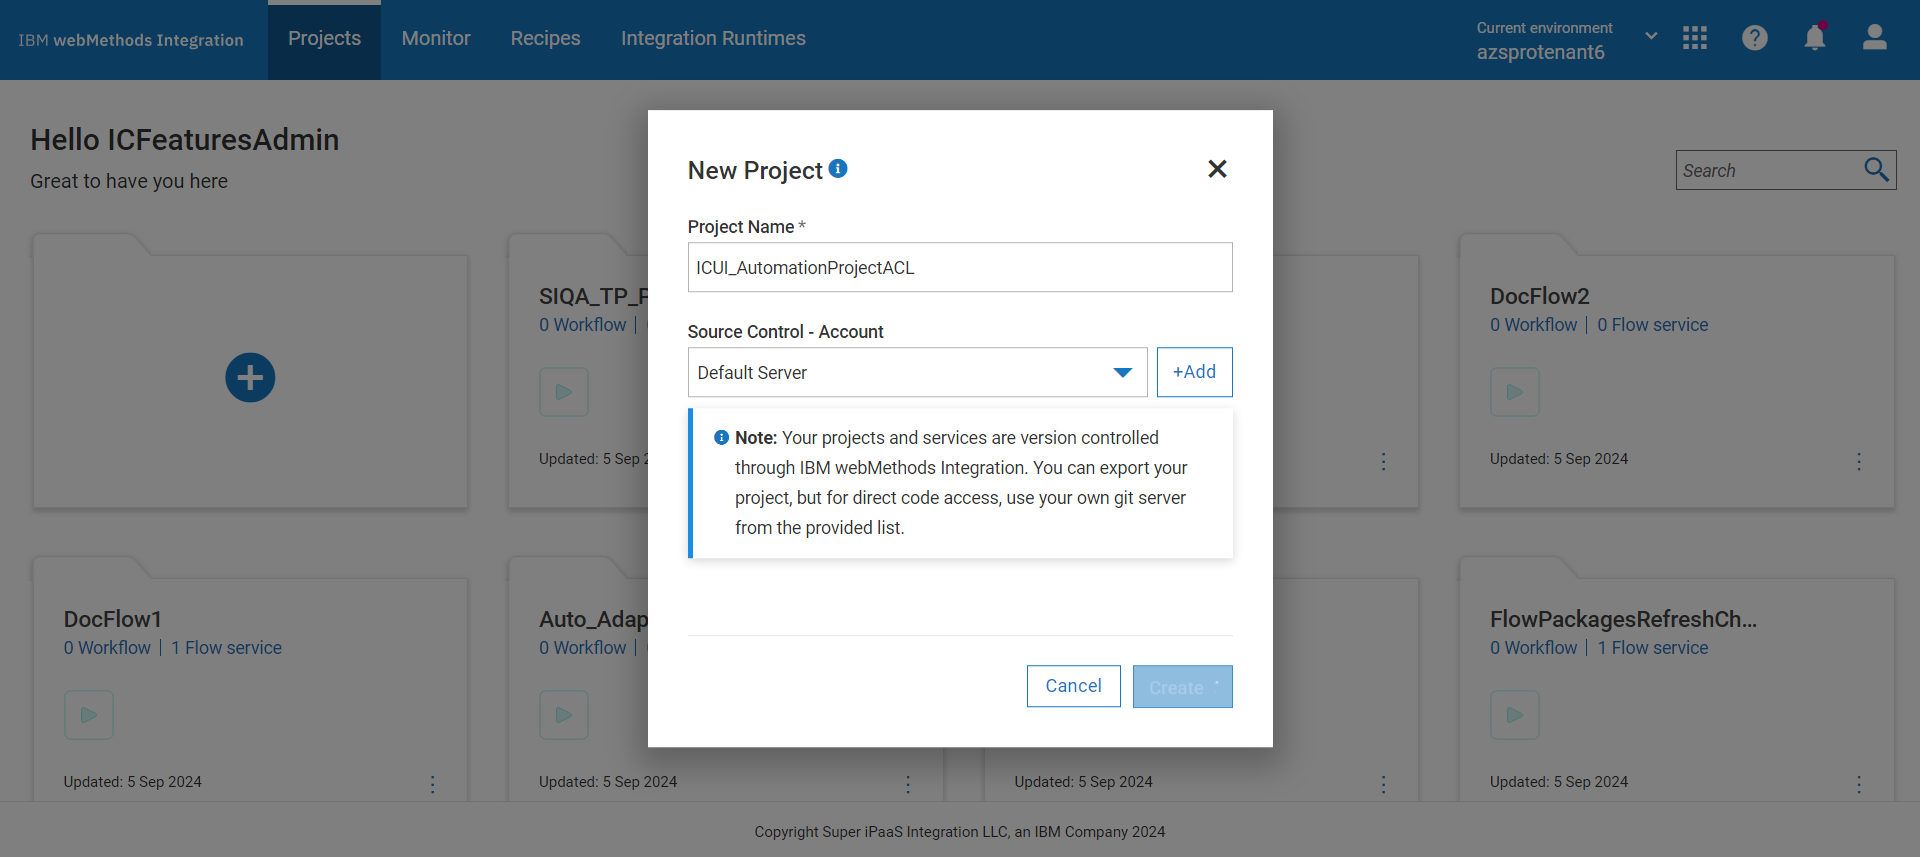 IBM webMethods Integration
Projects
Monitor
Recipes
Integration Runtimes
Current environment
azsprotenant6
Hello ICFeaturesAdmin
Great to have you here
Search
New Project
Project Name *
ICUI_AutomationProjectACL
Source Control - Account
Default Server
+Add
Note: Your projects and services are version controlled
through IBM webMethods Integration. You can export your
project, but for direct code access, use your own git server
from the provided list.
Cancel
Create
SIQA_TP_
0 Workflow
Updated: 5 Sep
DocFlow2
0 Workflow | 0 Flow service
Updated: 5 Sep 2024
DocFlow1
0 Workflow | 1 Flow service
Updated: 5 Sep 2024
Auto_Adap
0 Workflow
Updated: 5 Sep 2024
Updated: 5 Sep 2024
FlowPackagesRefreshCh...
0 Workflow | 1 Flow service
Updated: 5 Sep 2024
Copyright Super iPaaS Integration LLC, an IBM Company 2024